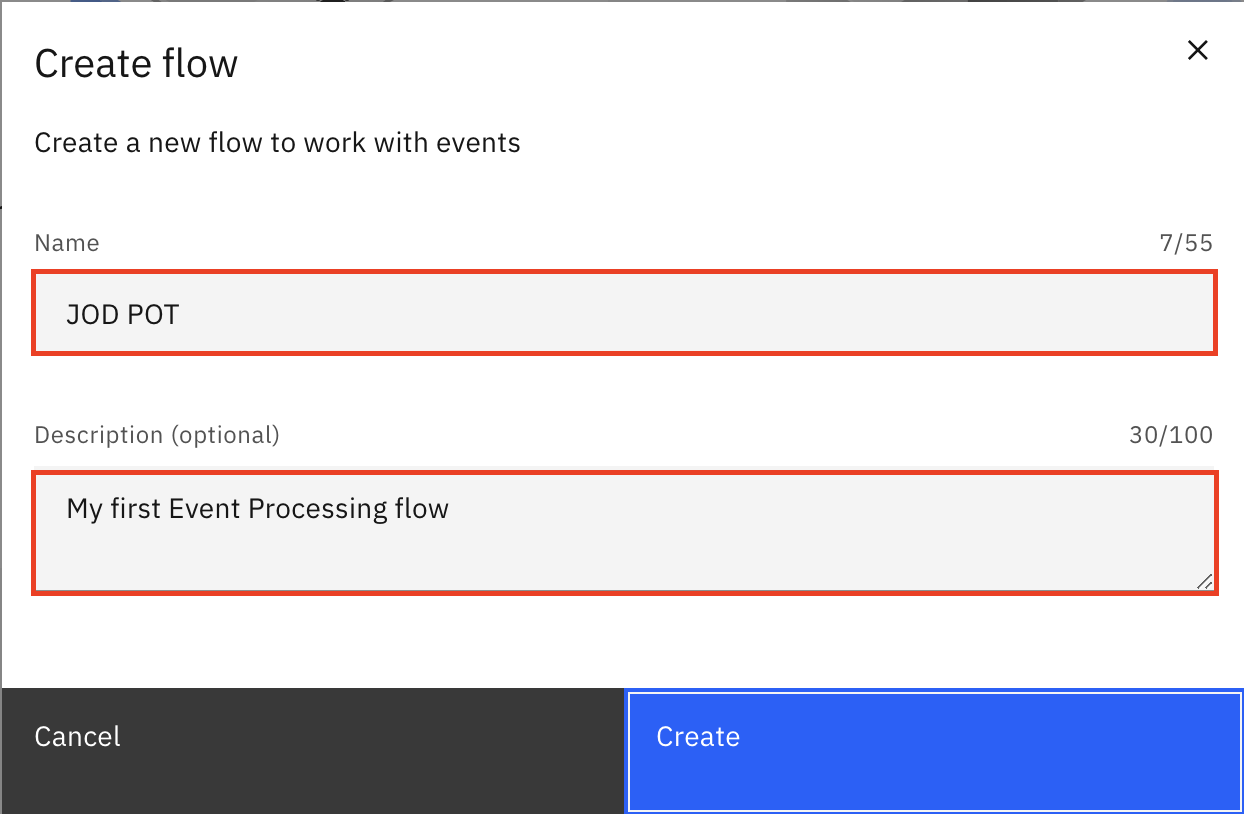 Create flow
Create a new flow to work with events
Name 7/55
JOD POT
Description (optional) 30/100
My first Event Processing flow
Cancel Create